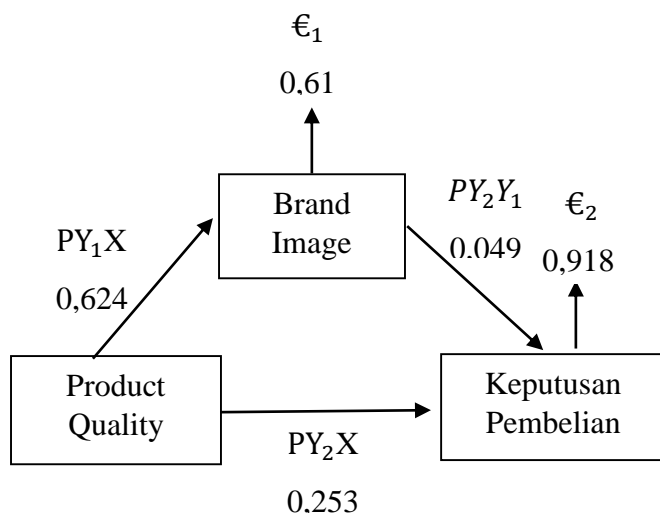 €₁
0,61
Brand
Image
PY₂Y₁
0,049
€₂
0,918
PY₁X
0,624
Product
Quality
Keputusan
Pembelian
PY₂X
0,253